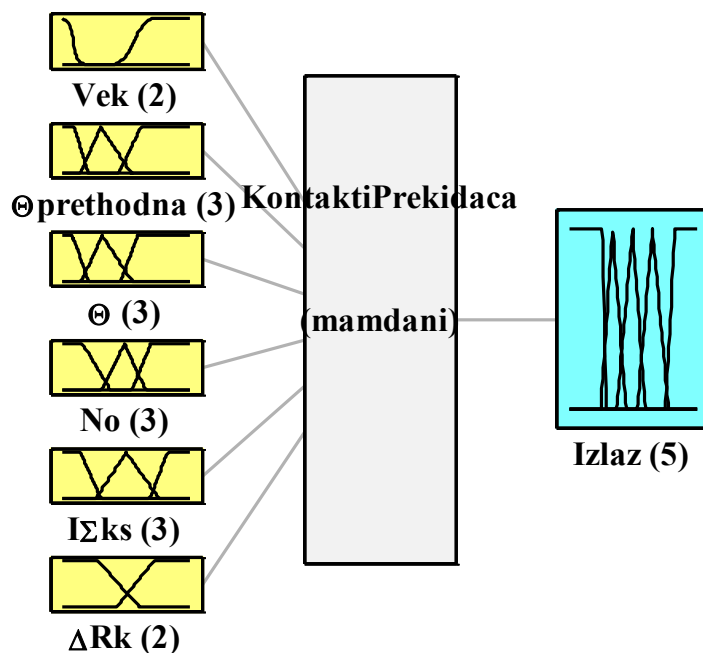 Vek (2)
Θprethodna (3)
Θ (3)
No (3)
IΣks (3)
ΔRk (2)
KontaktiPrekidaca
(mamdani)
Izlaz (5)